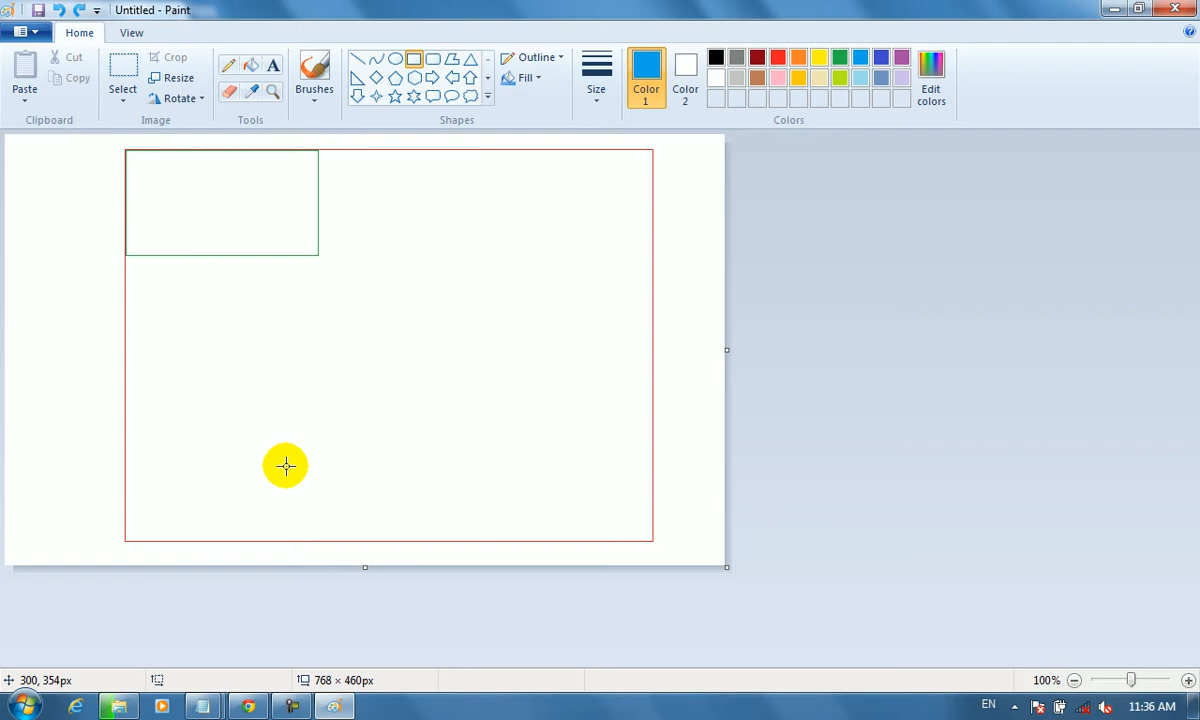 Untitled - Paint
Home
View
Paste
Cut
Copy
Clipboard
Select
Crop
Resize
Rotate
Image
A
Tools
Brushes
Outline
Fill
Shapes
Size
Color 1
Color 2
Colors
Edit colors
300, 354px
768 × 460px
100%
EN
11:36 AM